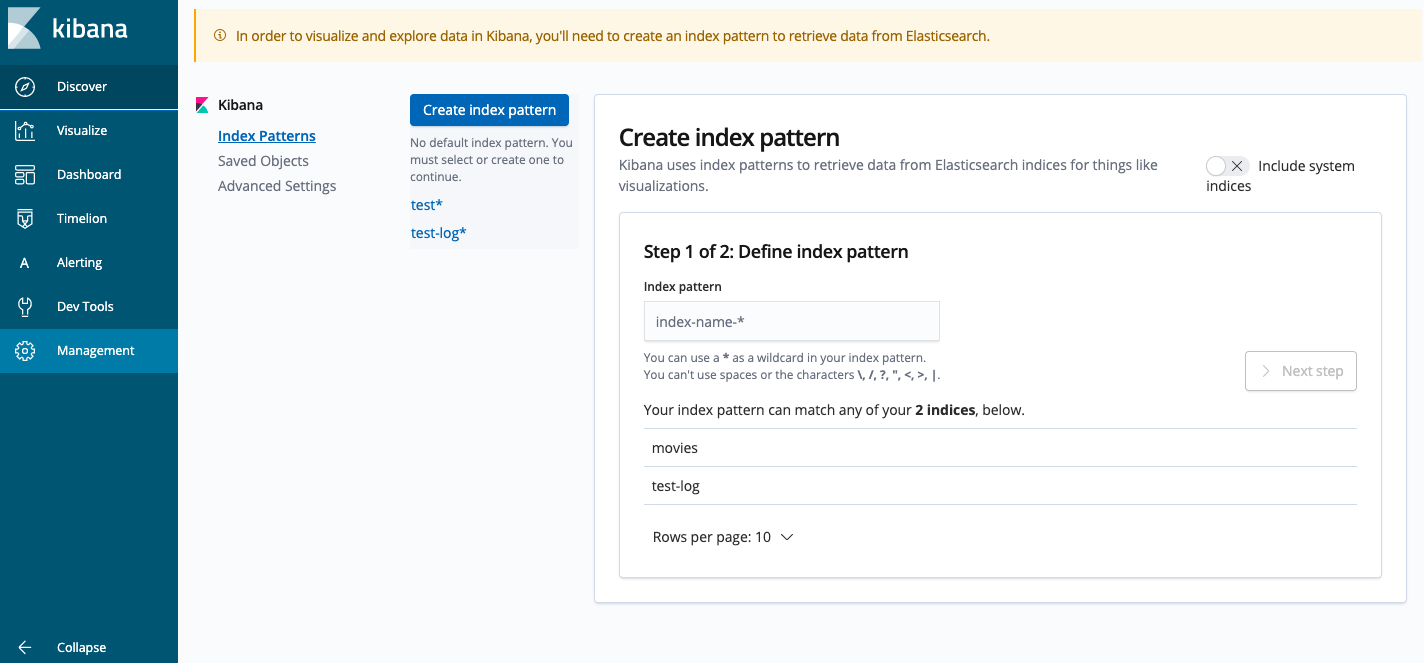 kibana
Discover
Visualize
Dashboard
Timelion
A Alerting
Dev Tools
Management
Collapse
In order to visualize and explore data in Kibana, you'll need to create an index pattern to retrieve data from Elasticsearch.
Kibana
Index Patterns
Saved Objects
Advanced Settings
Create index pattern
No default index pattern. You
must select or create one to
continue.
test*
test-log*
Create index pattern
Kibana uses index patterns to retrieve data from Elasticsearch indices for things like
visualizations.
Include system
indices
Step 1 of 2: Define index pattern
Index pattern
index-name-*
You can use a * as a wildcard in your index pattern.
You can't use spaces or the characters \, /, ?, ", <, >, |.
Next step
Your index pattern can match any of your 2 indices, below.
movies
test-log
Rows per page: 10